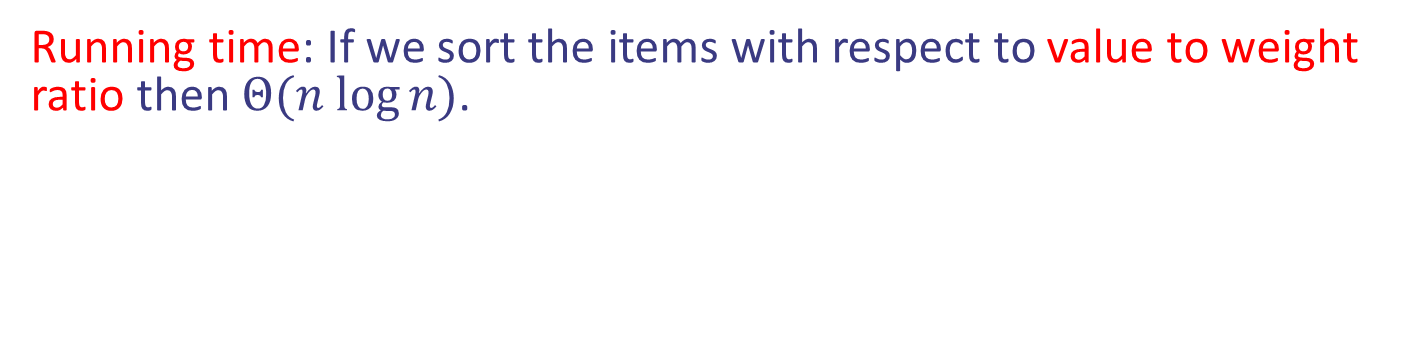 Running time: If we sort the items with respect to value to weight
ratio then Θ(n log n).